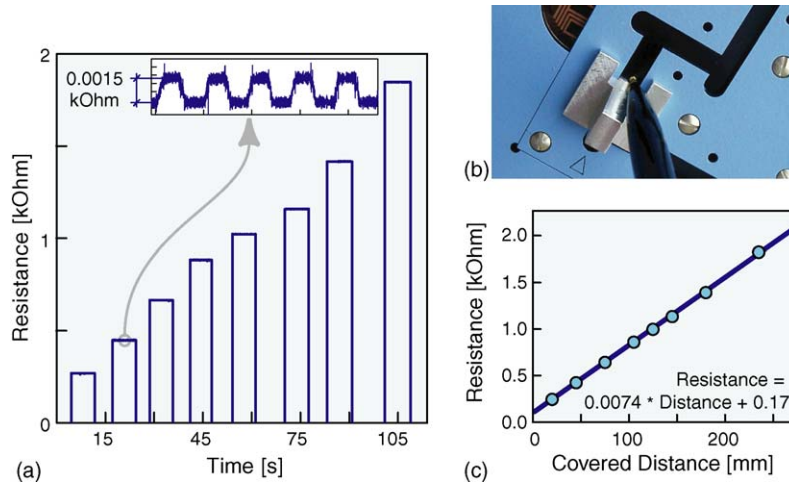 2
0.0015
kOhm
1
0
Resistance [kOhm]
15
45
75
105
Time [s]
(a)
(b)
2.0
1.5
1.0
0.5
0.0
Resistance [kOhm]
Resistance =
0.0074 * Distance + 0.17
0
100
200
Covered Distance [mm]
(c)